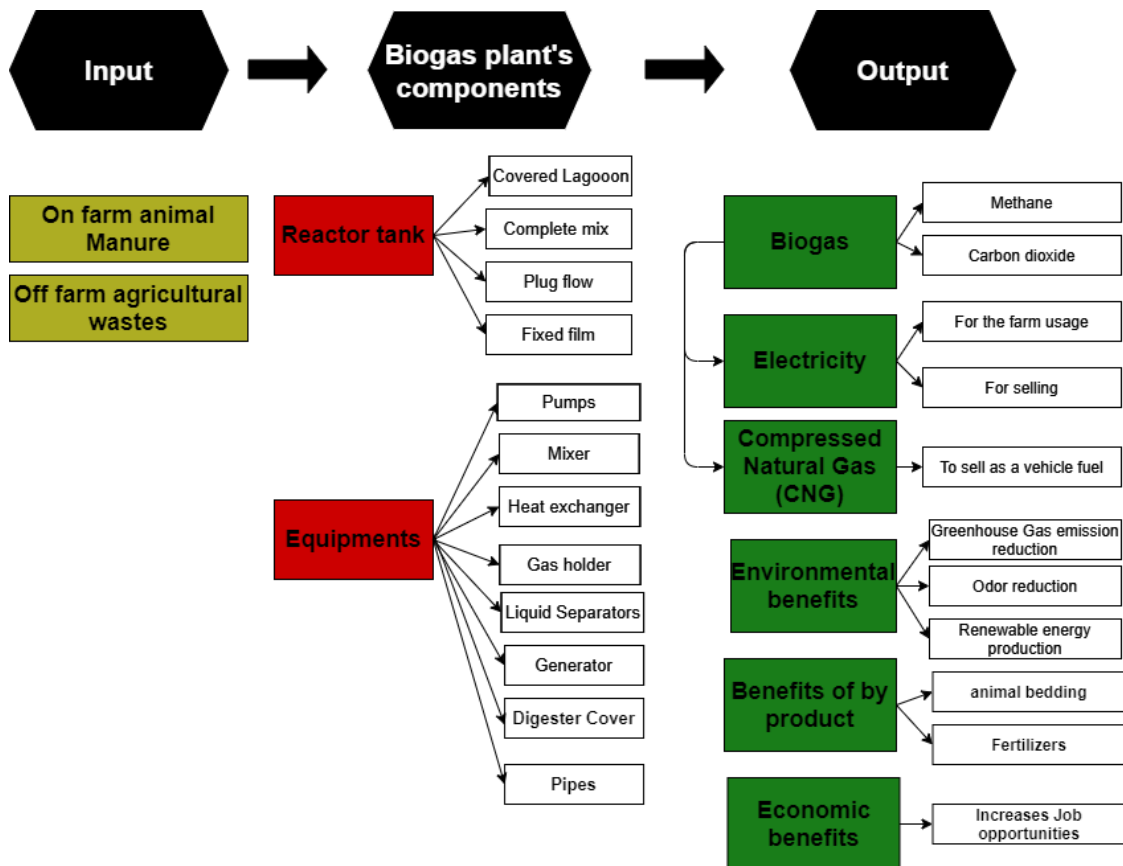 Input
Biogas plant's
components
Output
On farm animal
Manure
Off farm agricultural
wastes
Reactor tank
Covered Lagooon
Complete mix
Plug flow
Fixed film
Equipments
Pumps
Mixer
Heat exchanger
Gas holder
Liquid Separators
Generator
Digester Cover
Pipes
Biogas
Methane
Carbon dioxide
Electricity
For the farm usage
For selling
Compressed
Natural Gas
(CNG)
To sell as a vehicle fuel
Environmental
benefits
Greenhouse Gas emission
reduction
Odor reduction
Renewable energy
production
Benefits of by
product
animal bedding
Fertilizers
Economic
benefits
Increases Job
opportunities